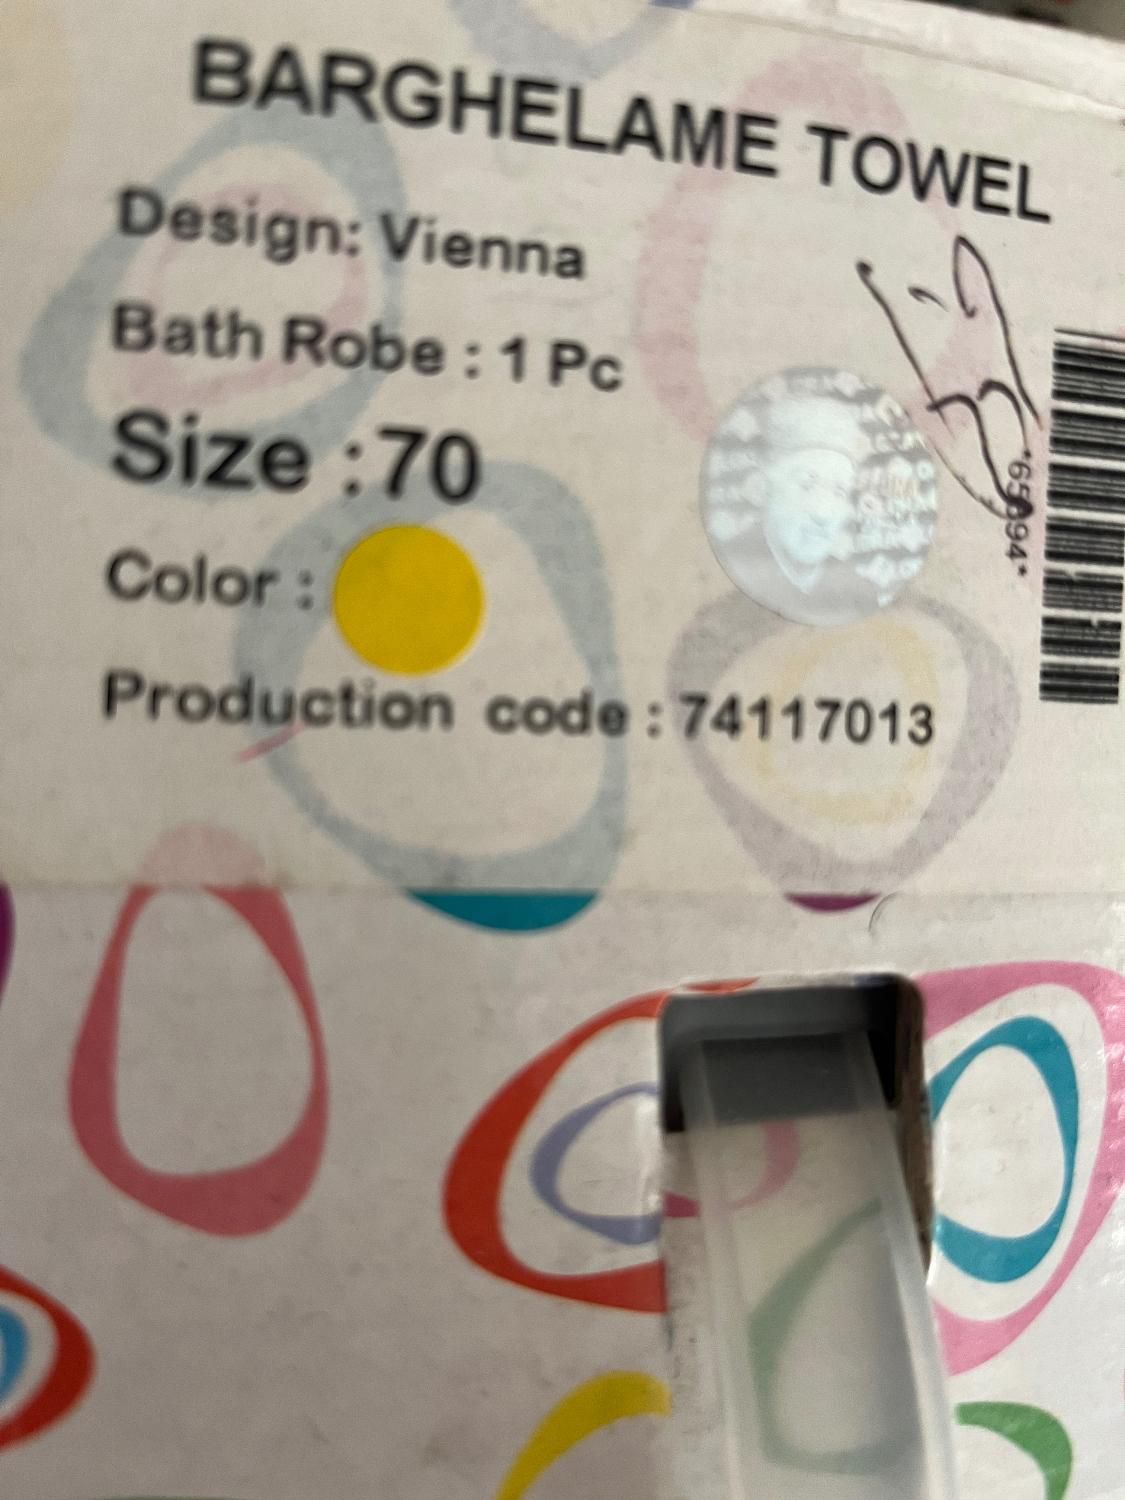 BARGHELAME TOWEL
Design: Vienna
Bath Robe : 1 Pc
Size :70
Color :
Production code : 74117013